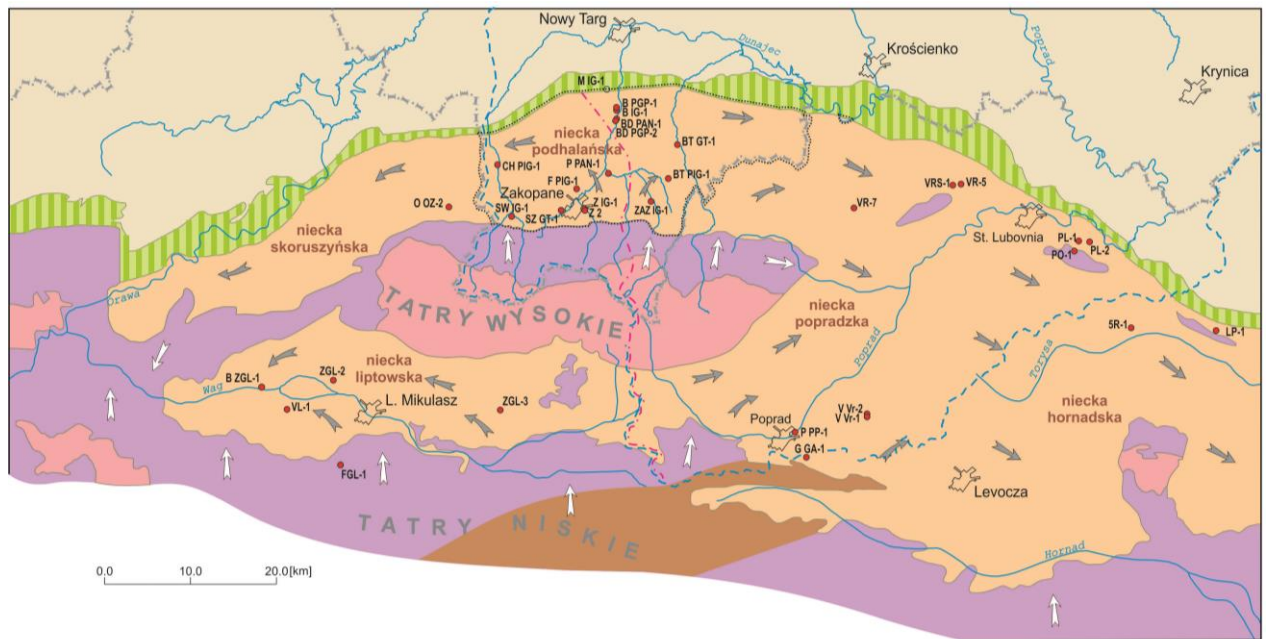 Nowy Targ
Dunajec
Poprad
Krościenko
Krynica
M IG-1
B PGP-1
B IG-1
BD PAN-1
BD PGP-2
niecka
podhalańska
BT GT-1
CH PIG-1
P PAN-1
F PIG-1
BT PIG-1
Zakopane
Z IG-1
Z 2
ZAZ IG-1
SW IG-1
SZ GT-1
O OZ-2
VRS-1
VR-5
VR-7
niecka
skoruszyńska
St. Lubovnia
PL-1
PL-2
PO-1
Orawa
TATRY WYSOKIE
niecka
popradzka
Poprad
5R-1
LP-1
Torysa
niecka
liptowska
B ZGL-1
ZGL-2
Wag
VL-1
L. Mikulasz
ZGL-3
niecka
hornadska
V Vr-2
V Vr-1
Poprad
P PP-1
G GA-1
FGL-1
Levocza
TATRY NISKIE
Hornad
0.0 10.0 20.0[km]